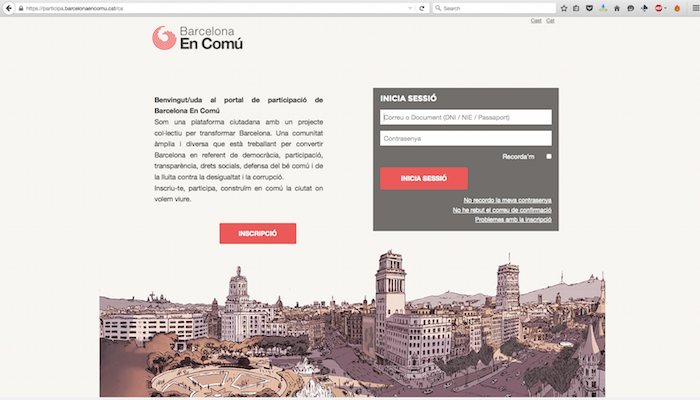 https://participa.barcelonaencomu.cat/ca
Search
Cast Cat
Barcelona
En Comú
Benvingut/uda al portal de participació de
Barcelona En Comú
Som una plataforma ciutadana amb un projecte
col·lectiu per transformar Barcelona. Una comunitat
àmplia i diversa que està treballant per convertir
Barcelona en referent de democràcia, participació,
transparència, drets socials, defensa del bé comú i de
la lluita contra la desigualtat i la corrupció.
Inscriu-te, participa, construïm en comú la ciutat on
volem viure.
INSCRIPCIÓ
INICIA SESSIÓ
Correu o Document (DNI / NIE / Passaport)
Contrasenya
Recorda'm
INICIA SESSIÓ
No recordo la meva contrasenya
No he rebut el correu de confirmació
Problemes amb la inscripció